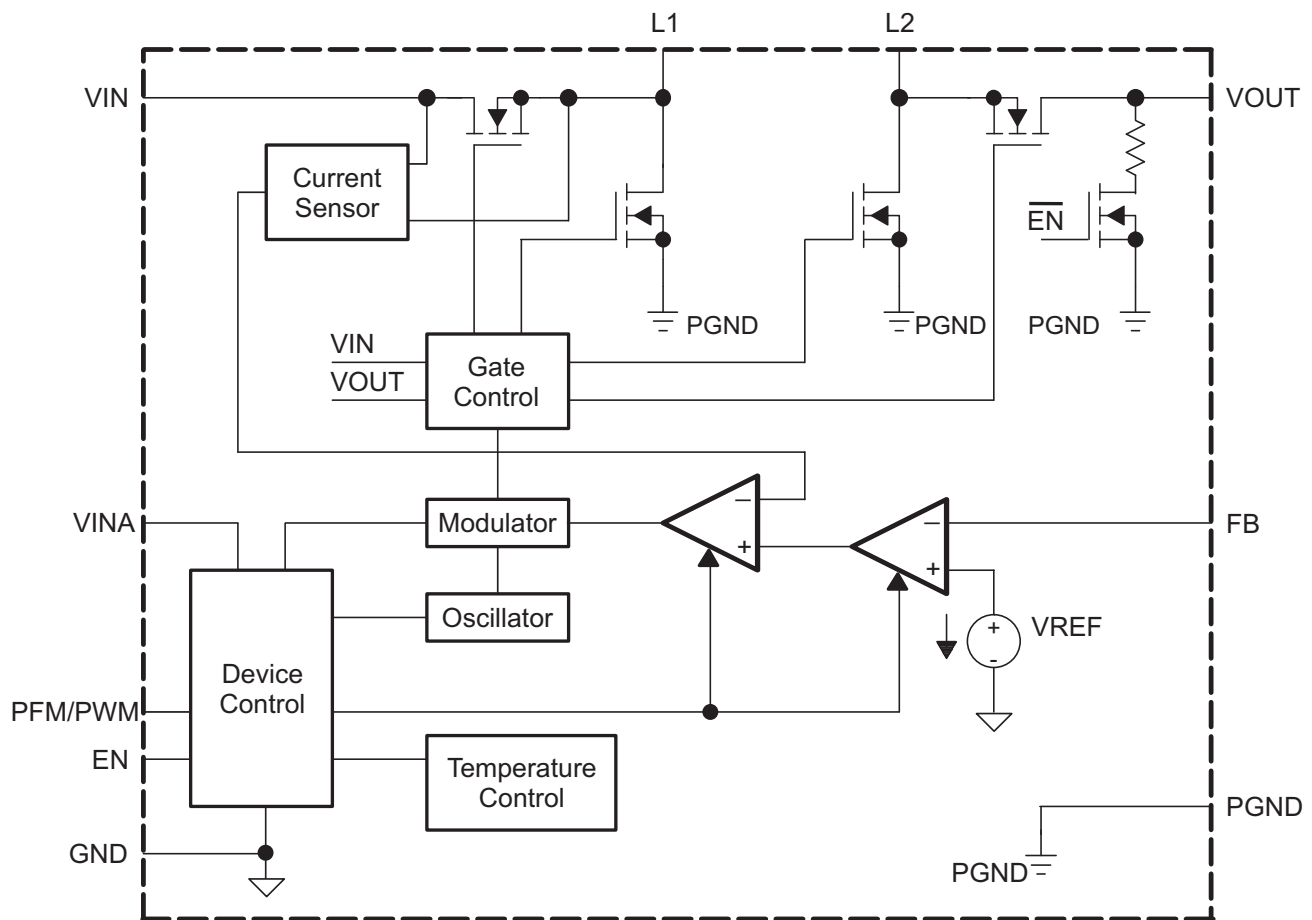 L1
L2
VIN
VOUT
Current
Sensor
EN
PGND
PGND
PGND
VIN
VOUT
Gate
Control
VINA
Modulator
−
+
−
+
FB
Oscillator
+
-
VREF
Device
Control
PFM/PWM
EN
Temperature
Control
PGND
GND
PGND